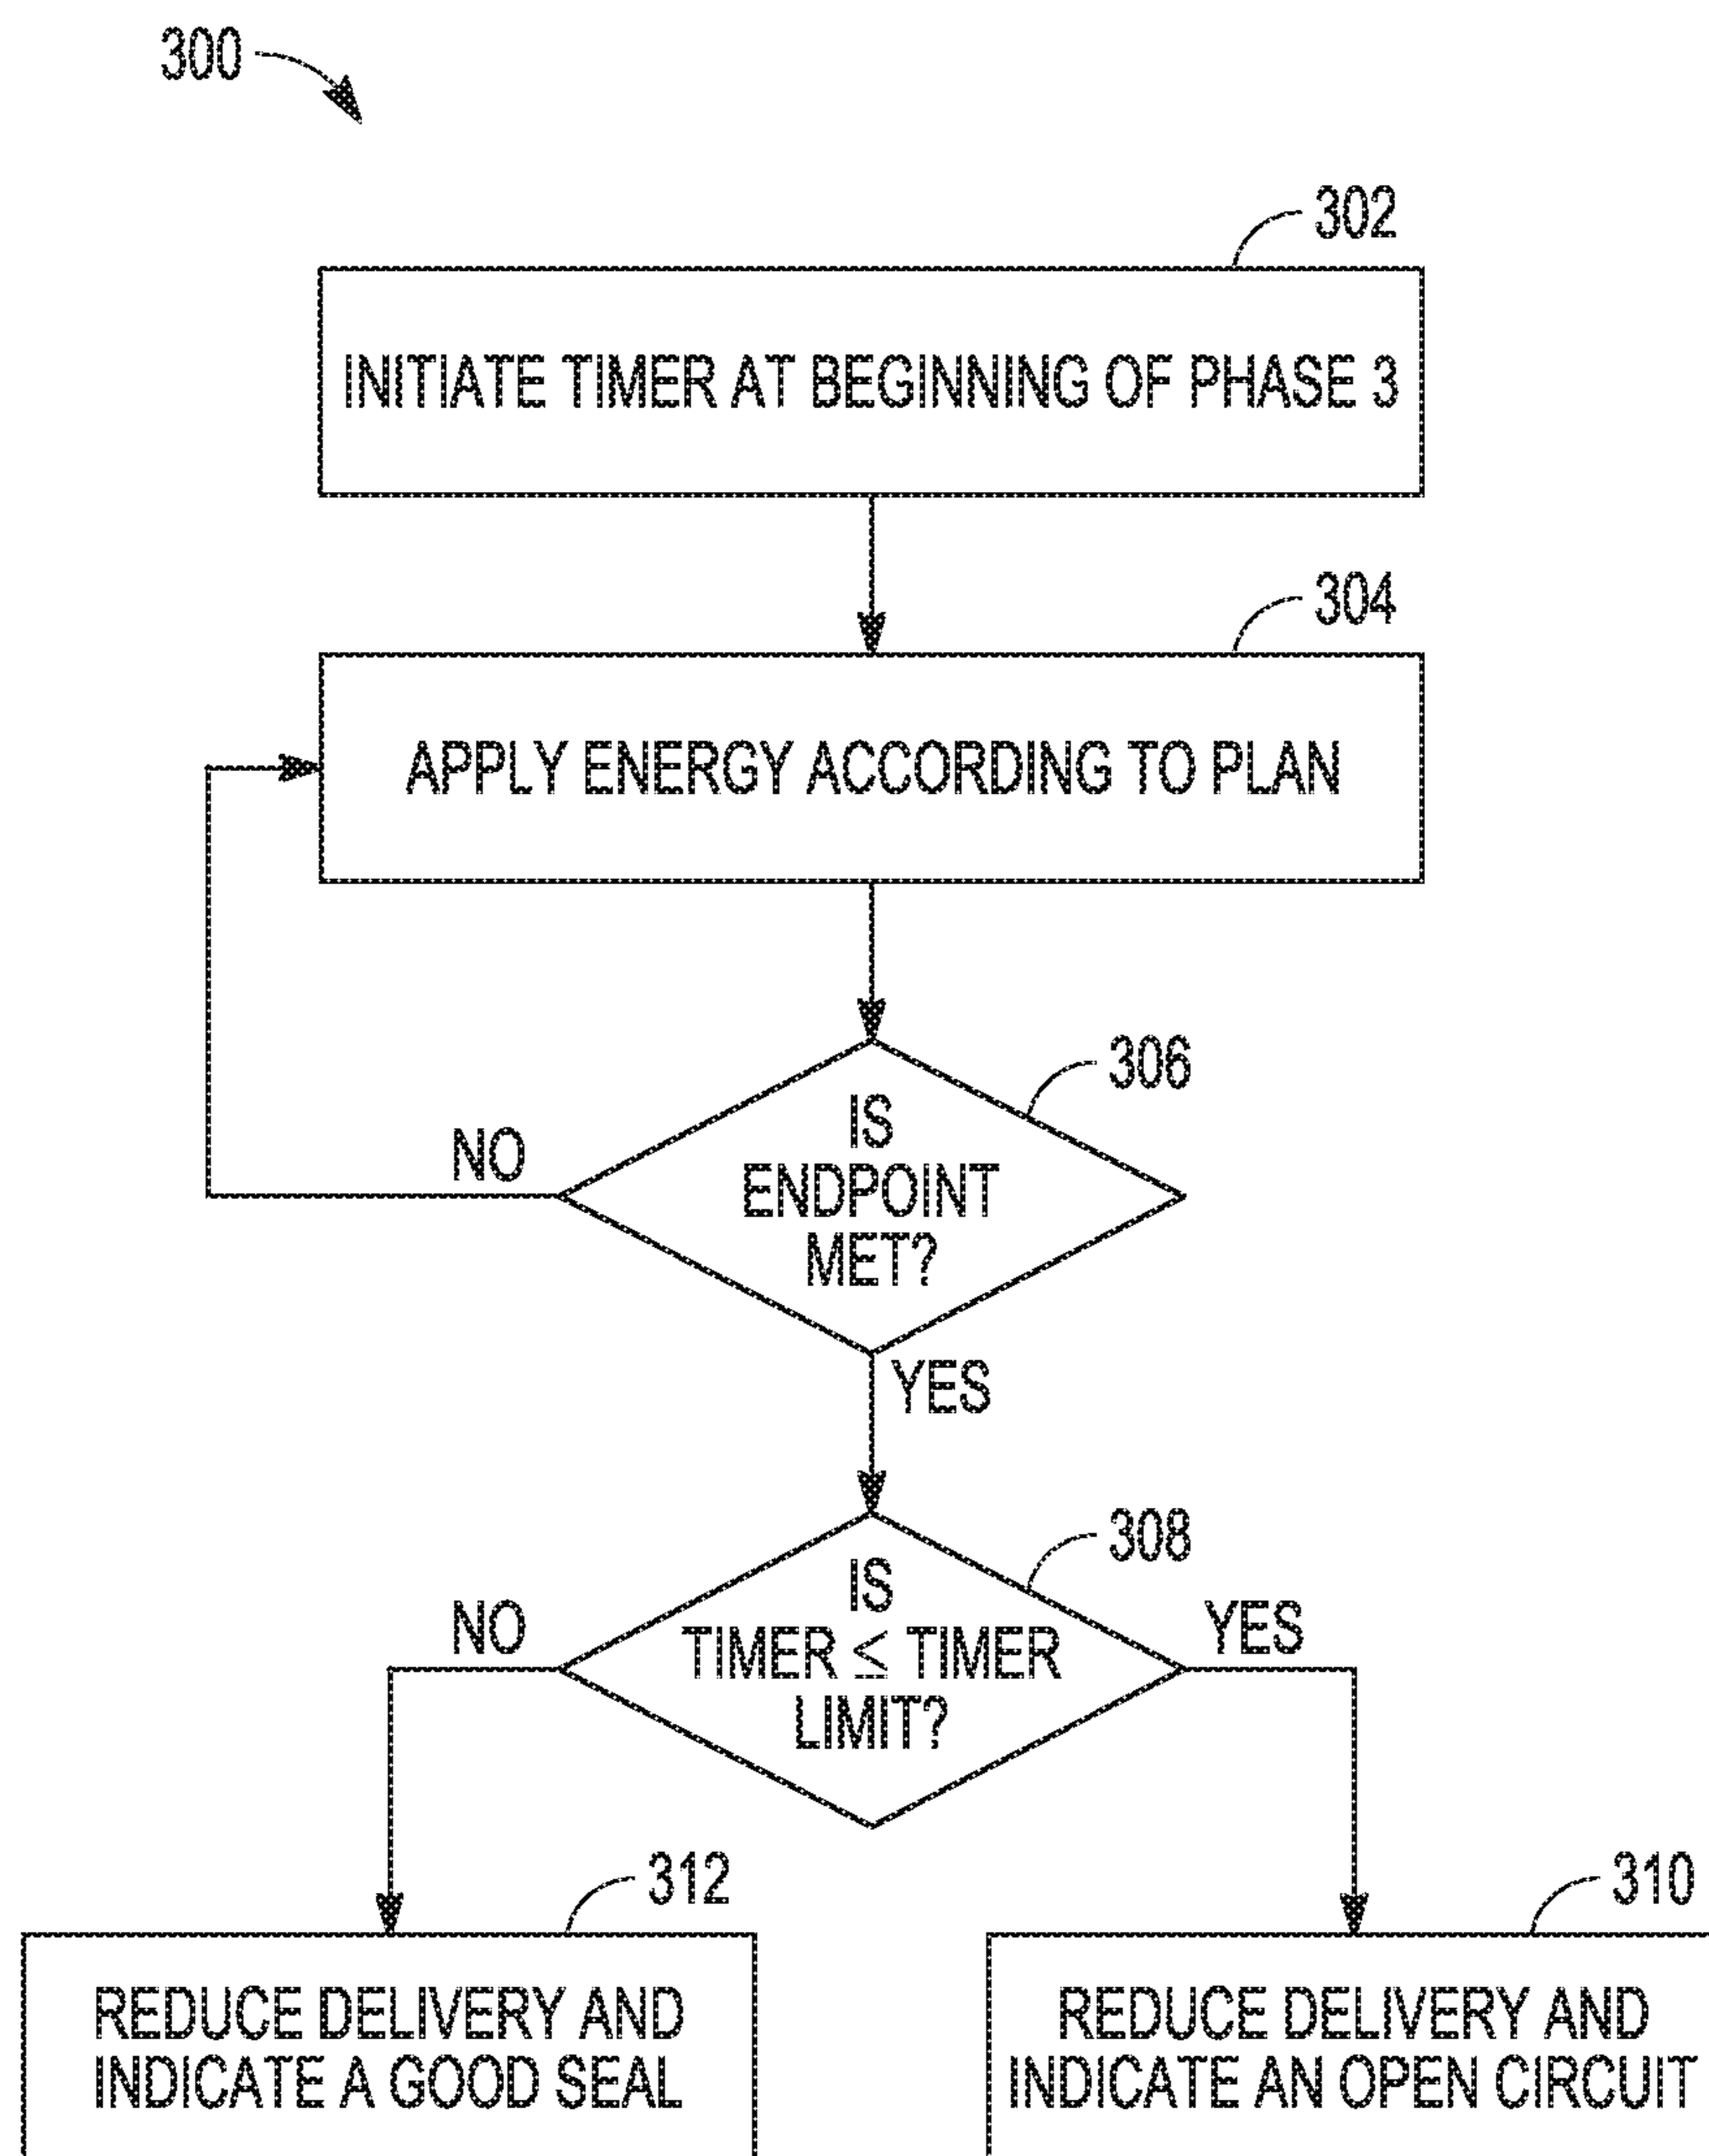 300
302
INITIATE TIMER AT BEGINNING OF PHASE 3
304
APPLY ENERGY ACCORDING TO PLAN
306
IS
ENDPOINT
MET?
NO
YES
308
IS
TIMER ≤ TIMER
LIMIT?
NO
YES
312
REDUCE DELIVERY AND
INDICATE A GOOD SEAL
310
REDUCE DELIVERY AND
INDICATE AN OPEN CIRCUIT